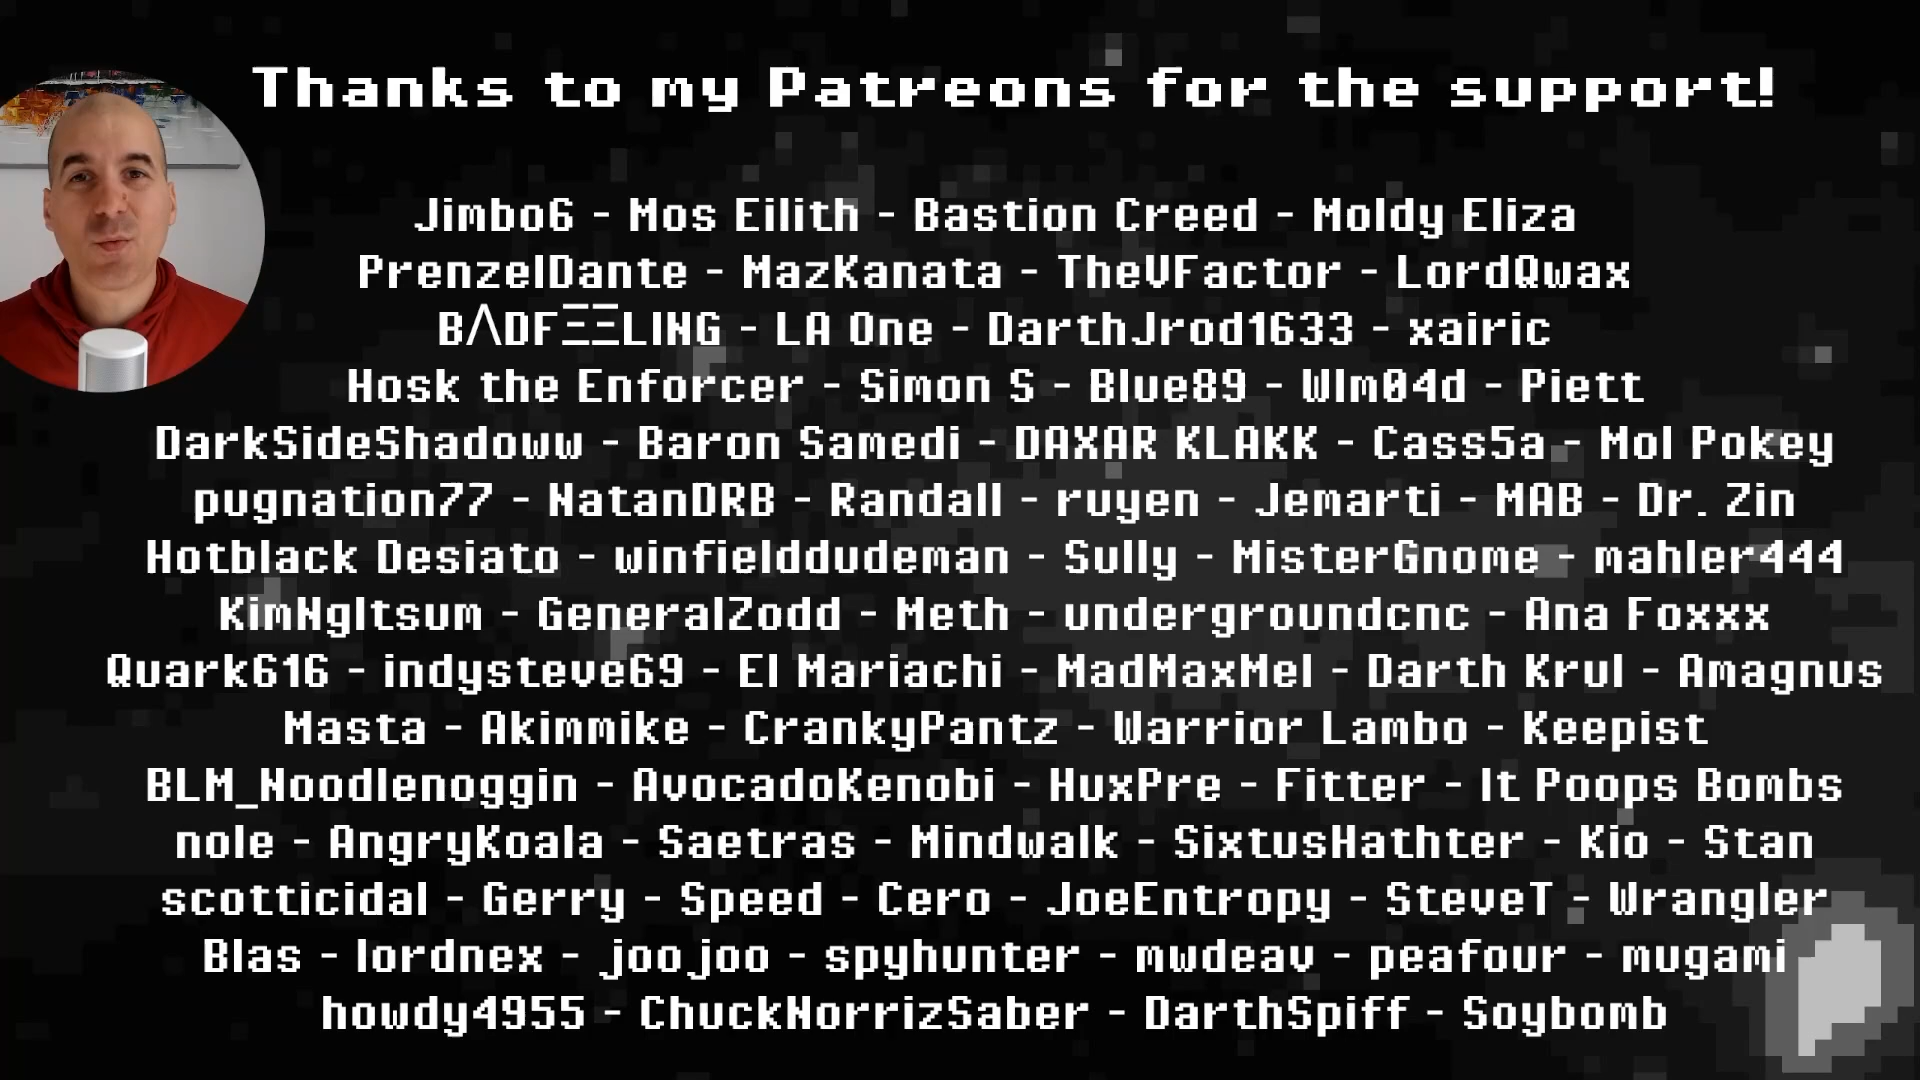 Thanks to my Patreons for the support!
Jimbo6 - Mos Eilith - Bastion Creed - Moldy Eliza
PrenzelDante - MazKanata - TheVFactor - LordQwax
BΛDFΞΞLING - LA One - DarthJrod1633 - xairic
Hosk the Enforcer - Simon S - Blue89 - Wlm04d - Piett
DarkSideShadoww - Baron Samedi - DAXAR KLAKK - Cass5a - Mol Pokey
pugnation77 - NatanDRB - Randall - ruyen - Jemarti - MAB - Dr. Zin
Hotblack Desiato - winfielddudeman - Sully - MisterGnome - mahler444
KimNgItsum - GeneralZodd - Meth - undergroundcnc - Ana Foxxx
Quark616 - indysteve69 - El Mariachi - MadMaxMel - Darth Krul - Amagnus
Masta - Akimmike - CrankyPantz - Warrior Lambo - Keepist
BLM_Noodlenoggin - AvocadoKenobi - HuxPre - Fitter - It Poops Bombs
nole - AngryKoala - Saetras - Mindwalk - SixtusHathter - Kio - Stan
scotticidal - Gerry - Speed - Cero - JoeEntropy - SteveT - Wrangler
Blas - lordnex - joojoo - spyhunter - mwdeav - peafour - mugami
howdy4955 - ChuckNorrizSaber - DarthSpiff - Soybomb